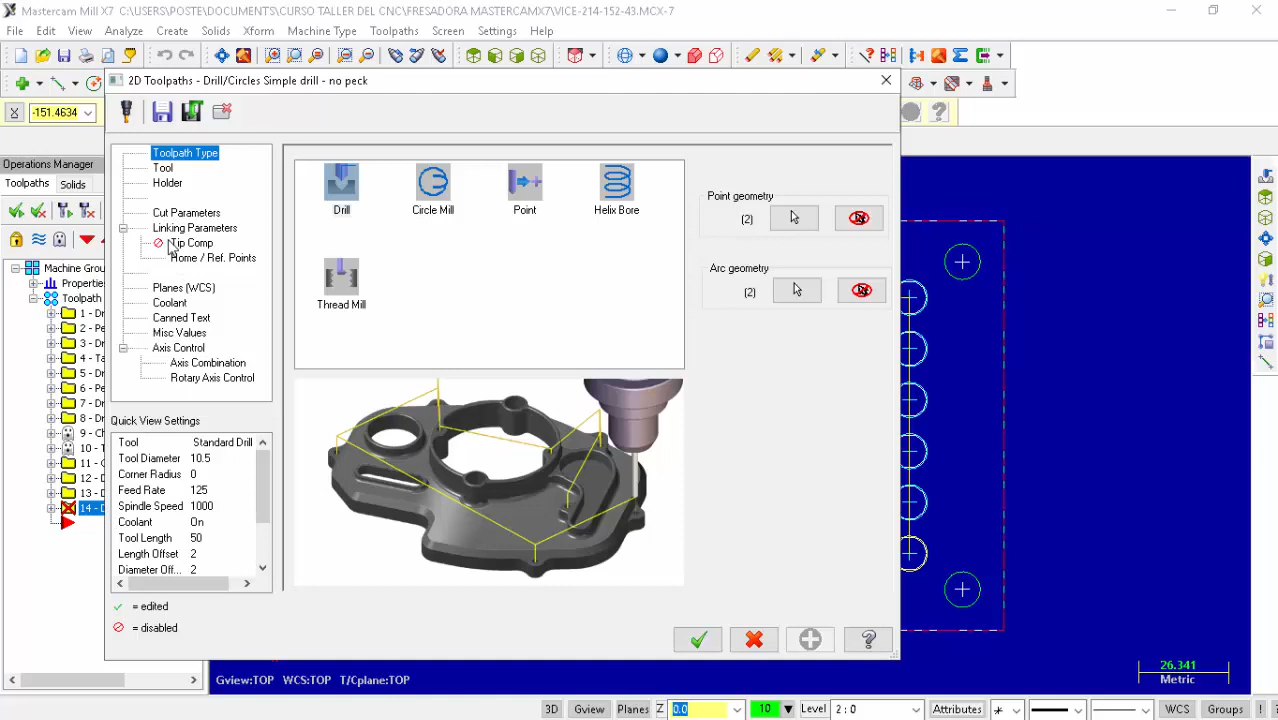 Mastercam Mill X7 C:\USERS\POSTE\DOCUMENTS\CURSO TALLER DEL CNC\FRESADORA MASTERCAMX7\VICE-214-152-43.MCX-7
File Edit View Analyze Create Solids Xform Machine Type Toolpaths Screen Settings Help
2D Toolpaths - Drill/Circles Simple drill - no peck
-151.4634
Operations Manager
Toolpaths Solids
Machine Grou
Properties
Toolpath
1 - Dr
2 - Pe
3 - Dr
4 - Ta
5 - Dr
6 - Pe
7 - Dr
8 - Dr
9 - Ch
10 - T
11 - C
12 - D
13 - D
14 - D
Toolpath Type
Tool
Holder
Cut Parameters
Linking Parameters
Tip Comp
Home / Ref. Points
Planes (WCS)
Coolant
Canned Text
Misc Values
Axis Control
Axis Combination
Rotary Axis Control
Quick View Settings
Tool Standard Drill
Tool Diameter 10.5
Corner Radius 0
Feed Rate 125
Spindle Speed 1000
Coolant On
Tool Length 50
Length Offset 2
Diameter Off... 2
= edited
= disabled
Drill Circle Mill Point Helix Bore
Thread Mill
Point geometry
(2)
Arc geometry
(2)
26.341
Metric
Gview:TOP WCS:TOP T/Cplane:TOP
3D Gview Planes Z 0.0 10 Level 2 : 0 Attributes WCS Groups ! ?